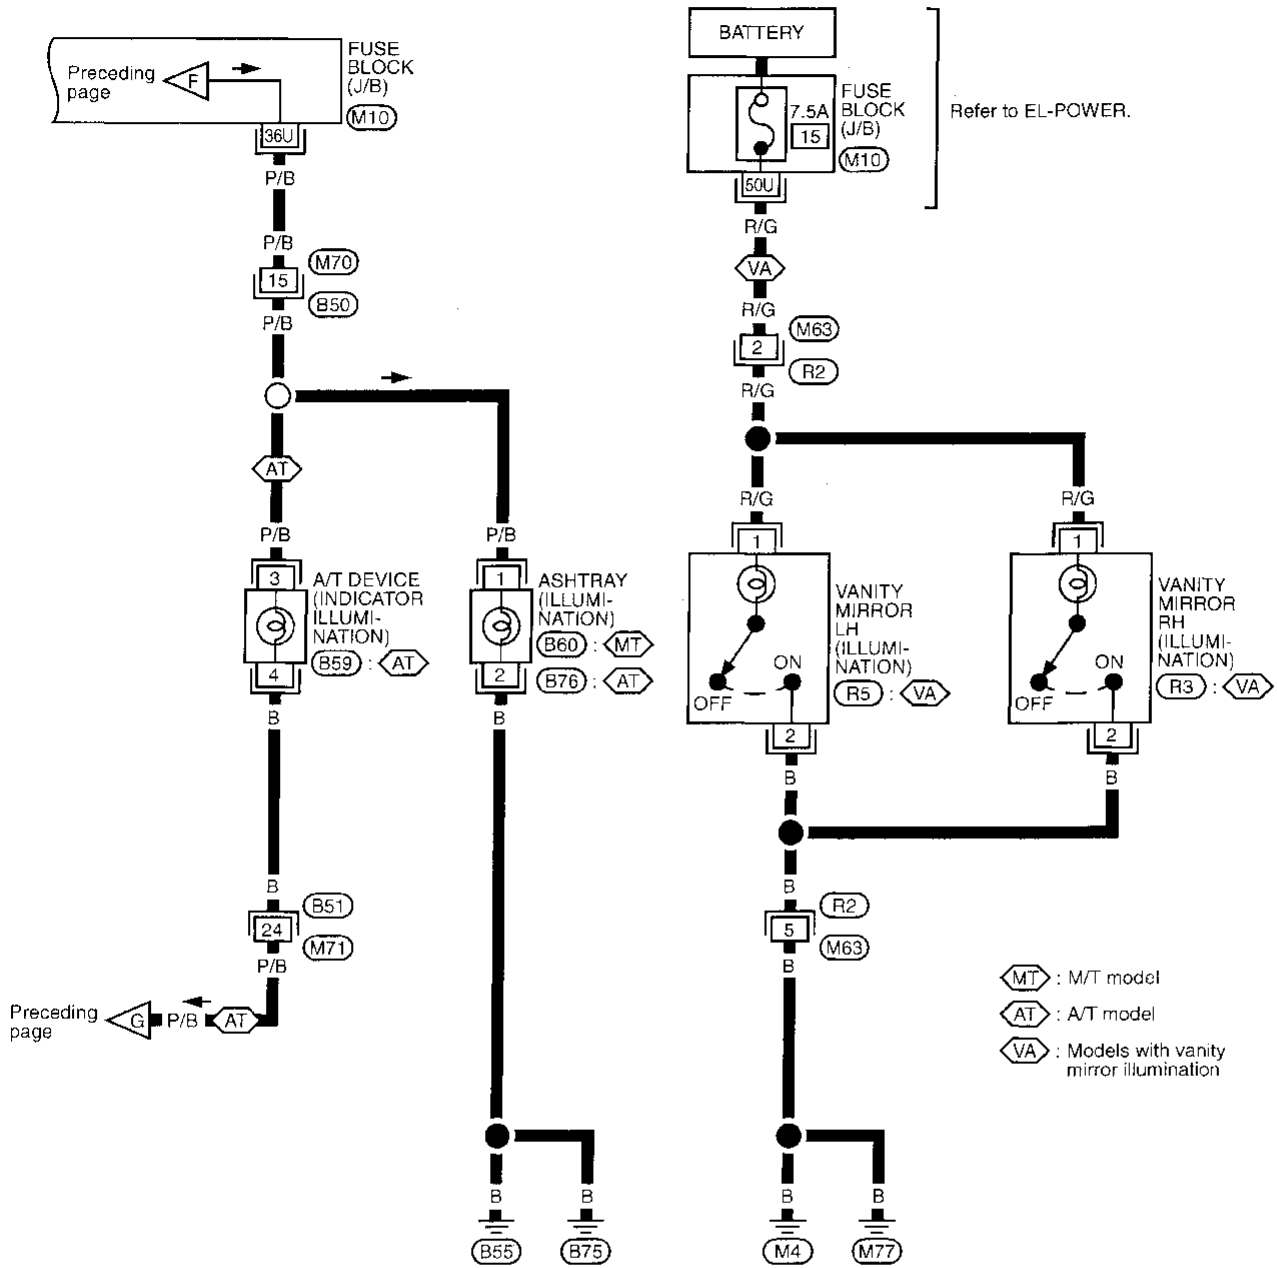 BATTERY
Preceding
page
F
FUSE
BLOCK
(J/B)
M10
36U
7.5A
15
FUSE
BLOCK
(J/B)
M10
50U
Refer to EL-POWER.
P/B
P/B
15
M70
B50
P/B
AT
P/B
P/B
3
A/T DEVICE
(INDICATOR
ILLUMI-
NATION)
B59 : AT
4
B
B
B51
24
M71
P/B
Preceding
page
G
P/B
AT
1
ASHTRAY
(ILLUMI-
NATION)
B60 : MT
B76 : AT
2
B
B
B
B55
B75
R/G
VA
R/G
M63
2
R2
R/G
R/G
R/G
1
VANITY
MIRROR
LH
(ILLUMI-
NATION)
R5 : VA
ON
OFF
2
B
1
VANITY
MIRROR
RH
(ILLUMI-
NATION)
R3 : VA
ON
OFF
2
B
B
R2
5
M63
B
B
B
M4
M77
MT : M/T model
AT : A/T model
VA : Models with vanity
mirror illumination